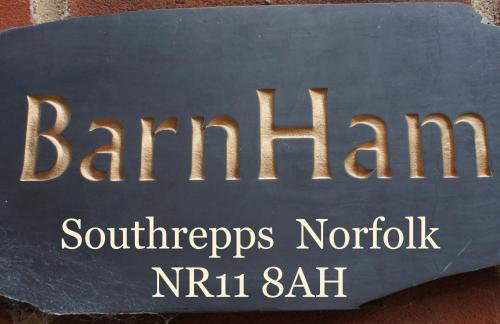 BarnHam
Southrepps Norfolk
NR11 8AH